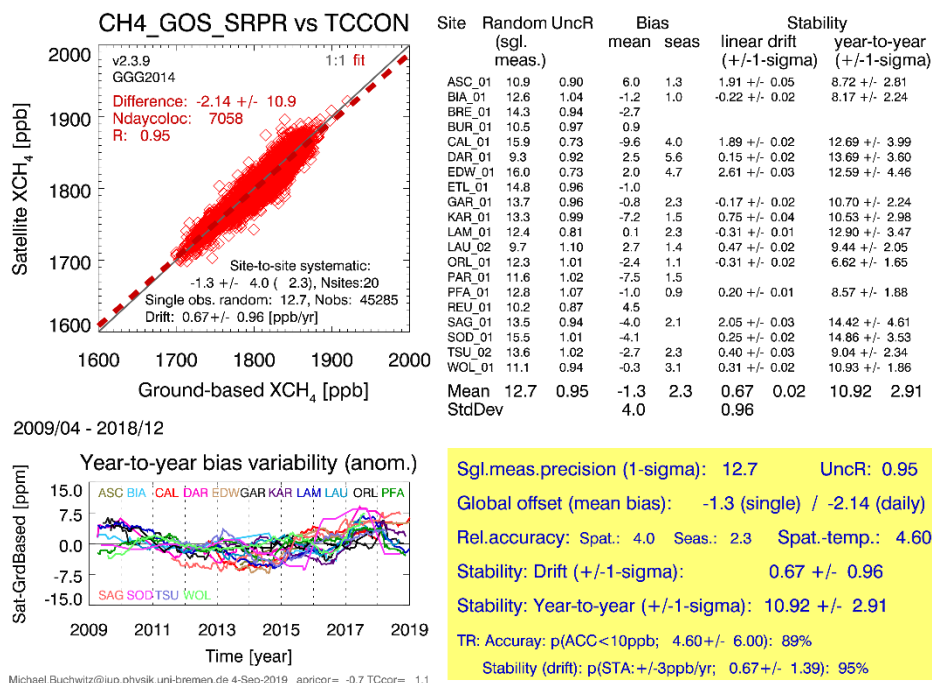 CH4_GOS_SRPR vs TCCON
2000
1900
1800
1700
1600
Satellite XCH4 [ppb]
v2.3.9
GGG2014
1:1 fit
Difference: -2.14 +/- 10.9
Ndaycoloc: 7058
R: 0.95
Site-to-site systematic:
-1.3 +/- 4.0 ( 2.3), Nsites:20
Single obs. random: 12.7, Nobs: 45285
Drift: 0.67+/- 0.96 [ppb/yr]
1600 1700 1800 1900 2000
Ground-based XCH4 [ppb]
Site Random UncR Bias Stability
(sgl. mean seas linear drift year-to-year
meas.) (+/-1-sigma) (+/-1-sigma)
ASC_01 10.9 0.90 6.0 1.3 1.91 +/- 0.05 8.72 +/- 2.81
BIA_01 12.6 1.04 -1.2 1.0 -0.22 +/- 0.02 8.17 +/- 2.24
BRE_01 14.3 0.94 -2.7
BUR_01 10.5 0.97 0.9
CAL_01 15.9 0.73 -9.6 4.0 1.89 +/- 0.02 12.69 +/- 3.99
DAR_01 9.3 0.92 2.5 5.6 0.15 +/- 0.02 13.69 +/- 3.60
EDW_01 16.0 0.73 2.0 4.7 2.61 +/- 0.03 12.59 +/- 4.46
ETL_01 14.8 0.96 -1.0
GAR_01 13.7 0.96 -0.8 2.3 -0.17 +/- 0.02 10.70 +/- 2.24
KAR_01 13.3 0.99 -7.2 1.5 0.75 +/- 0.04 10.53 +/- 2.98
LAM_01 12.4 0.81 0.1 2.3 -0.31 +/- 0.01 12.90 +/- 3.47
LAU_02 9.7 1.10 2.7 1.4 0.47 +/- 0.02 9.44 +/- 2.05
ORL_01 12.3 1.01 -2.4 1.1 -0.31 +/- 0.02 6.62 +/- 1.65
PAR_01 11.6 1.02 -7.5 1.5
PFA_01 12.8 1.07 -1.0 0.9 0.20 +/- 0.01 8.57 +/- 1.88
REU_01 10.2 0.87 4.5
SAG_01 13.5 0.94 -4.0 2.1 2.05 +/- 0.03 14.42 +/- 4.61
SOD_01 15.5 1.01 -4.1 0.25 +/- 0.02 14.86 +/- 3.53
TSU_02 13.6 1.02 -2.7 2.3 0.40 +/- 0.03 9.04 +/- 2.34
WOL_01 11.1 0.94 -0.3 3.1 0.31 +/- 0.02 10.93 +/- 1.86
Mean 12.7 0.95 -1.3 2.3 0.67 0.02 10.92 2.91
StdDev 4.0 0.96
2009/04 - 2018/12
Year-to-year bias variability (anom.)
Sat-GrdBased [ppm]
15.0
7.5
0.0
-7.5
-15.0
ASC BIA CAL DAR EDW GAR KAR LAM LAU ORL PFA
SAG SOD TSU WOL
2009 2011 2013 2015 2017 2019
Time [year]
Sgl.meas.precision (1-sigma): 12.7 UncR: 0.95
Global offset (mean bias): -1.3 (single) / -2.14 (daily)
Rel.accuracy: Spat.: 4.0 Seas.: 2.3 Spat.-temp.: 4.60
Stability: Drift (+/-1-sigma): 0.67 +/- 0.96
Stability: Year-to-year (+/-1-sigma): 10.92 +/- 2.91
TR: Accuray: p(ACC<10ppb; 4.60+/- 6.00): 89%
Stability (drift): p(STA:+/-3ppb/yr; 0.67+/- 1.39): 95%
Michael.Buchwitz@iup.physik.uni-bremen.de 4-Sep-2019 apricor= -0.7 TCcor= 1.1